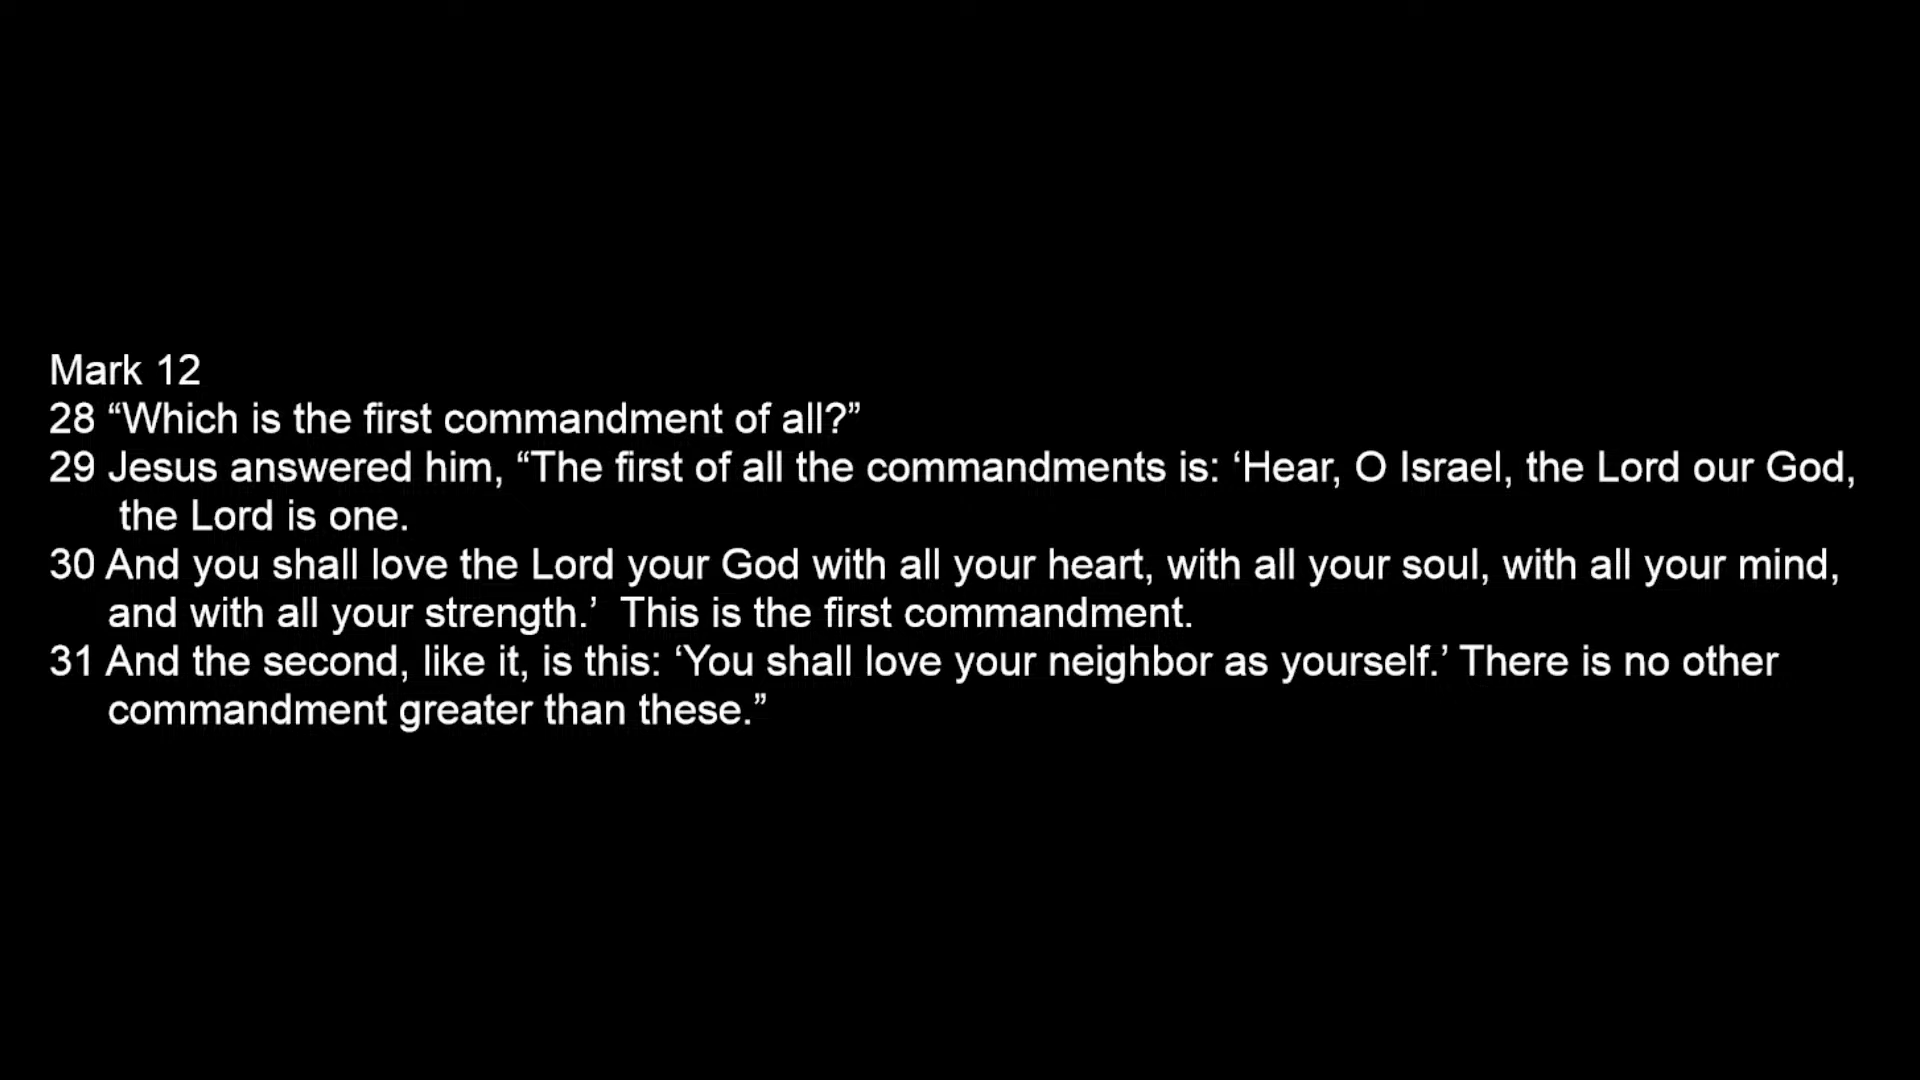 Mark 12
28 “Which is the first commandment of all?”
29 Jesus answered him, “The first of all the commandments is: ‘Hear, O Israel, the Lord our God,
the Lord is one.
30 And you shall love the Lord your God with all your heart, with all your soul, with all your mind,
and with all your strength.’  This is the first commandment.
31 And the second, like it, is this: ‘You shall love your neighbor as yourself.’ There is no other
commandment greater than these.”